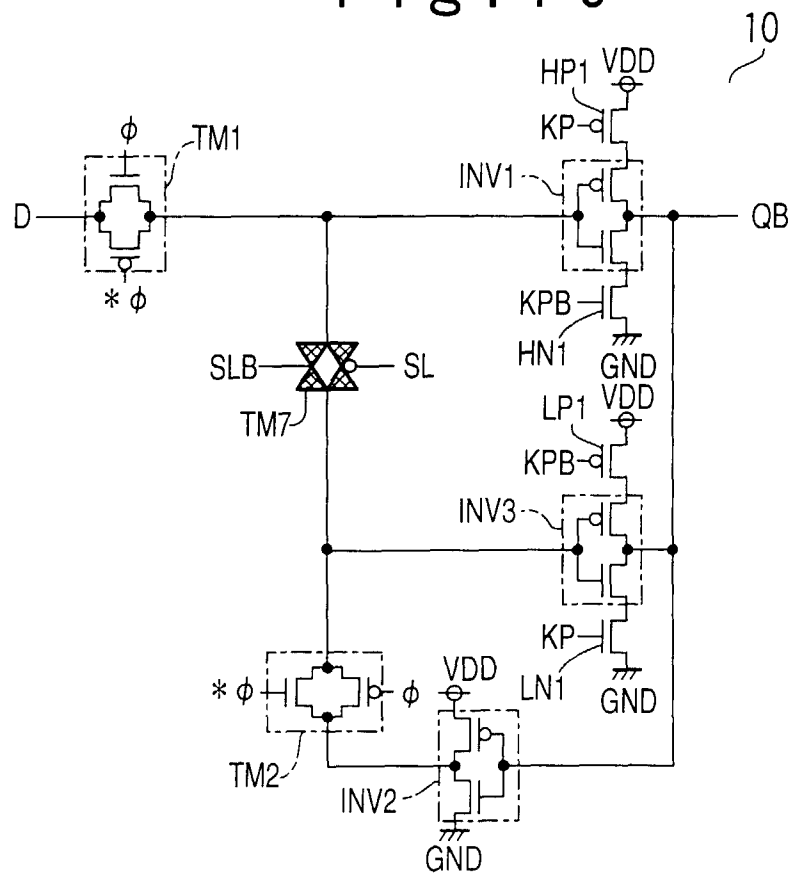 10
HP1 VDD
KP
φ
TM1
INV1
D
QB
* φ
KPB
HN1
GND
SLB
SL
TM7
LP1
VDD
KPB
INV3
KP
LN1
GND
* φ
φ
VDD
TM2
INV2
GND